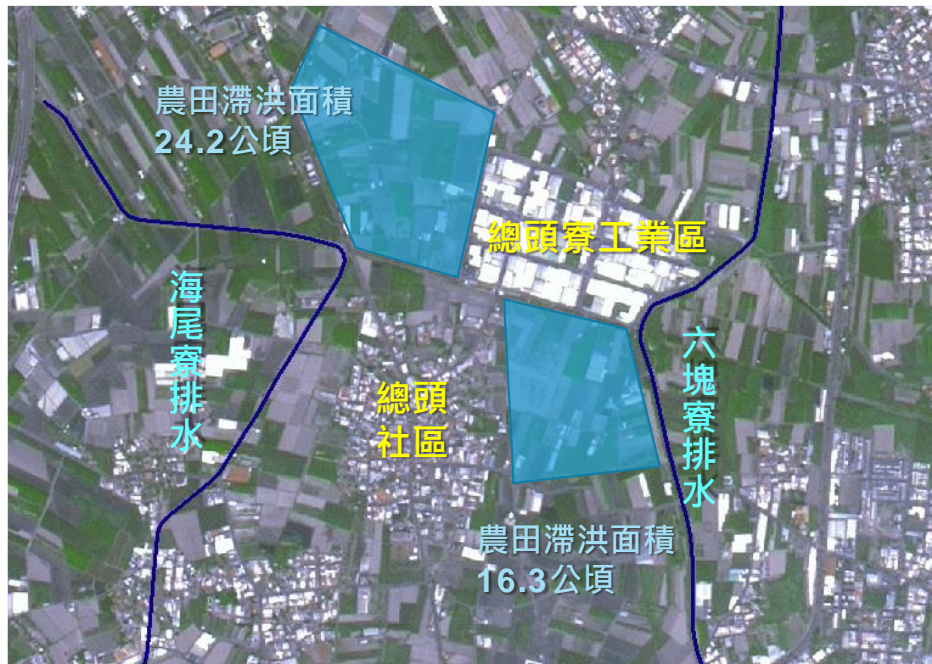 農田滯洪面積
24.2公頃
總頭寮工業區
海尾寮排水
六塊寮排水
總頭
社區
農田滯洪面積
16.3公頃